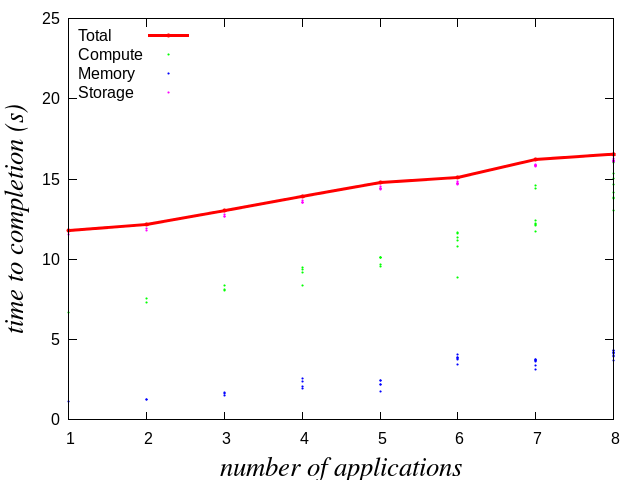 25
Total
Compute
Memory
Storage
20
15
10
5
0
time to completion (s)
1 2 3 4 5 6 7 8
number of applications